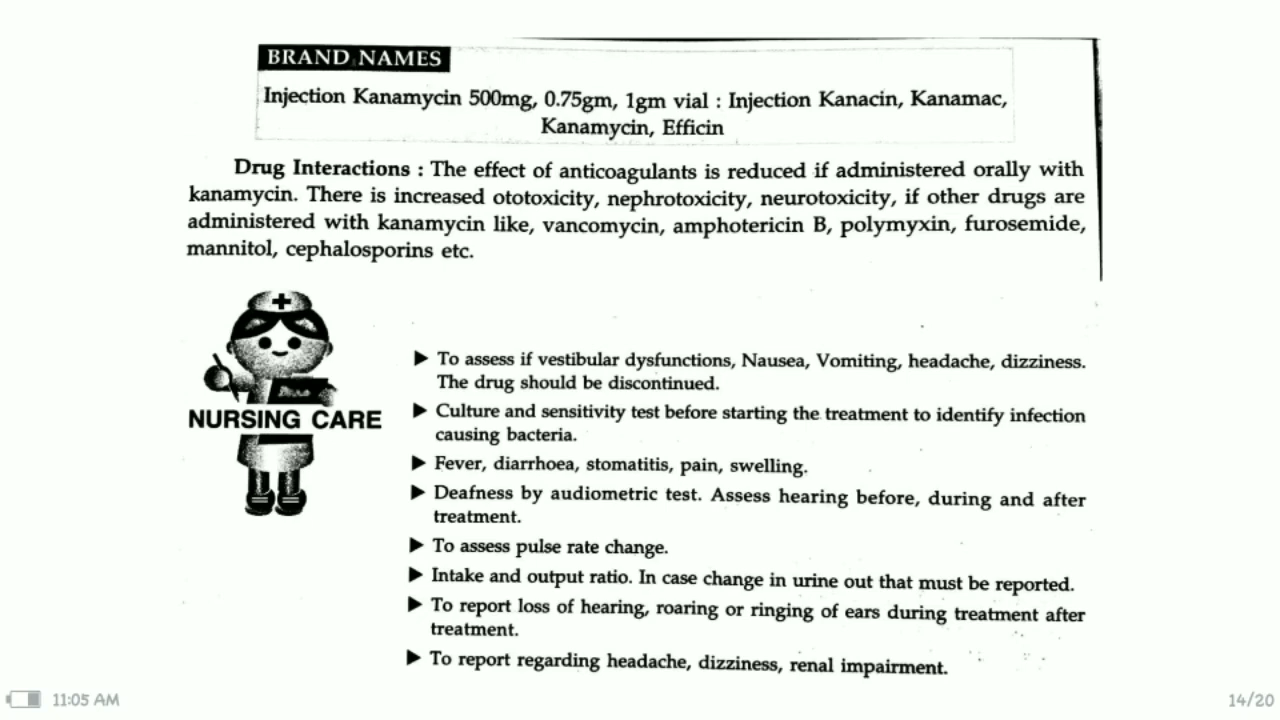 BRAND NAMES
Injection Kanamycin 500mg, 0.75gm, 1gm vial : Injection Kanacin, Kanamac,
Kanamycin, Efficin
Drug Interactions : The effect of anticoagulants is reduced if administered orally with
kanamycin. There is increased ototoxicity, nephrotoxicity, neurotoxicity, if other drugs are
administered with kanamycin like, vancomycin, amphotericin B, polymyxin, furosemide,
mannitol, cephalosporins etc.
NURSING CARE
► To assess if vestibular dysfunctions, Nausea, Vomiting, headache, dizziness.
The drug should be discontinued.
► Culture and sensitivity test before starting the treatment to identify infection
causing bacteria.
► Fever, diarrhoea, stomatitis, pain, swelling.
► Deafness by audiometric test. Assess hearing before, during and after
treatment.
► To assess pulse rate change.
► Intake and output ratio. In case change in urine out that must be reported.
► To report loss of hearing, roaring or ringing of ears during treatment after
treatment.
► To report regarding headache, dizziness, renal impairment.
11:05 AM
14/20